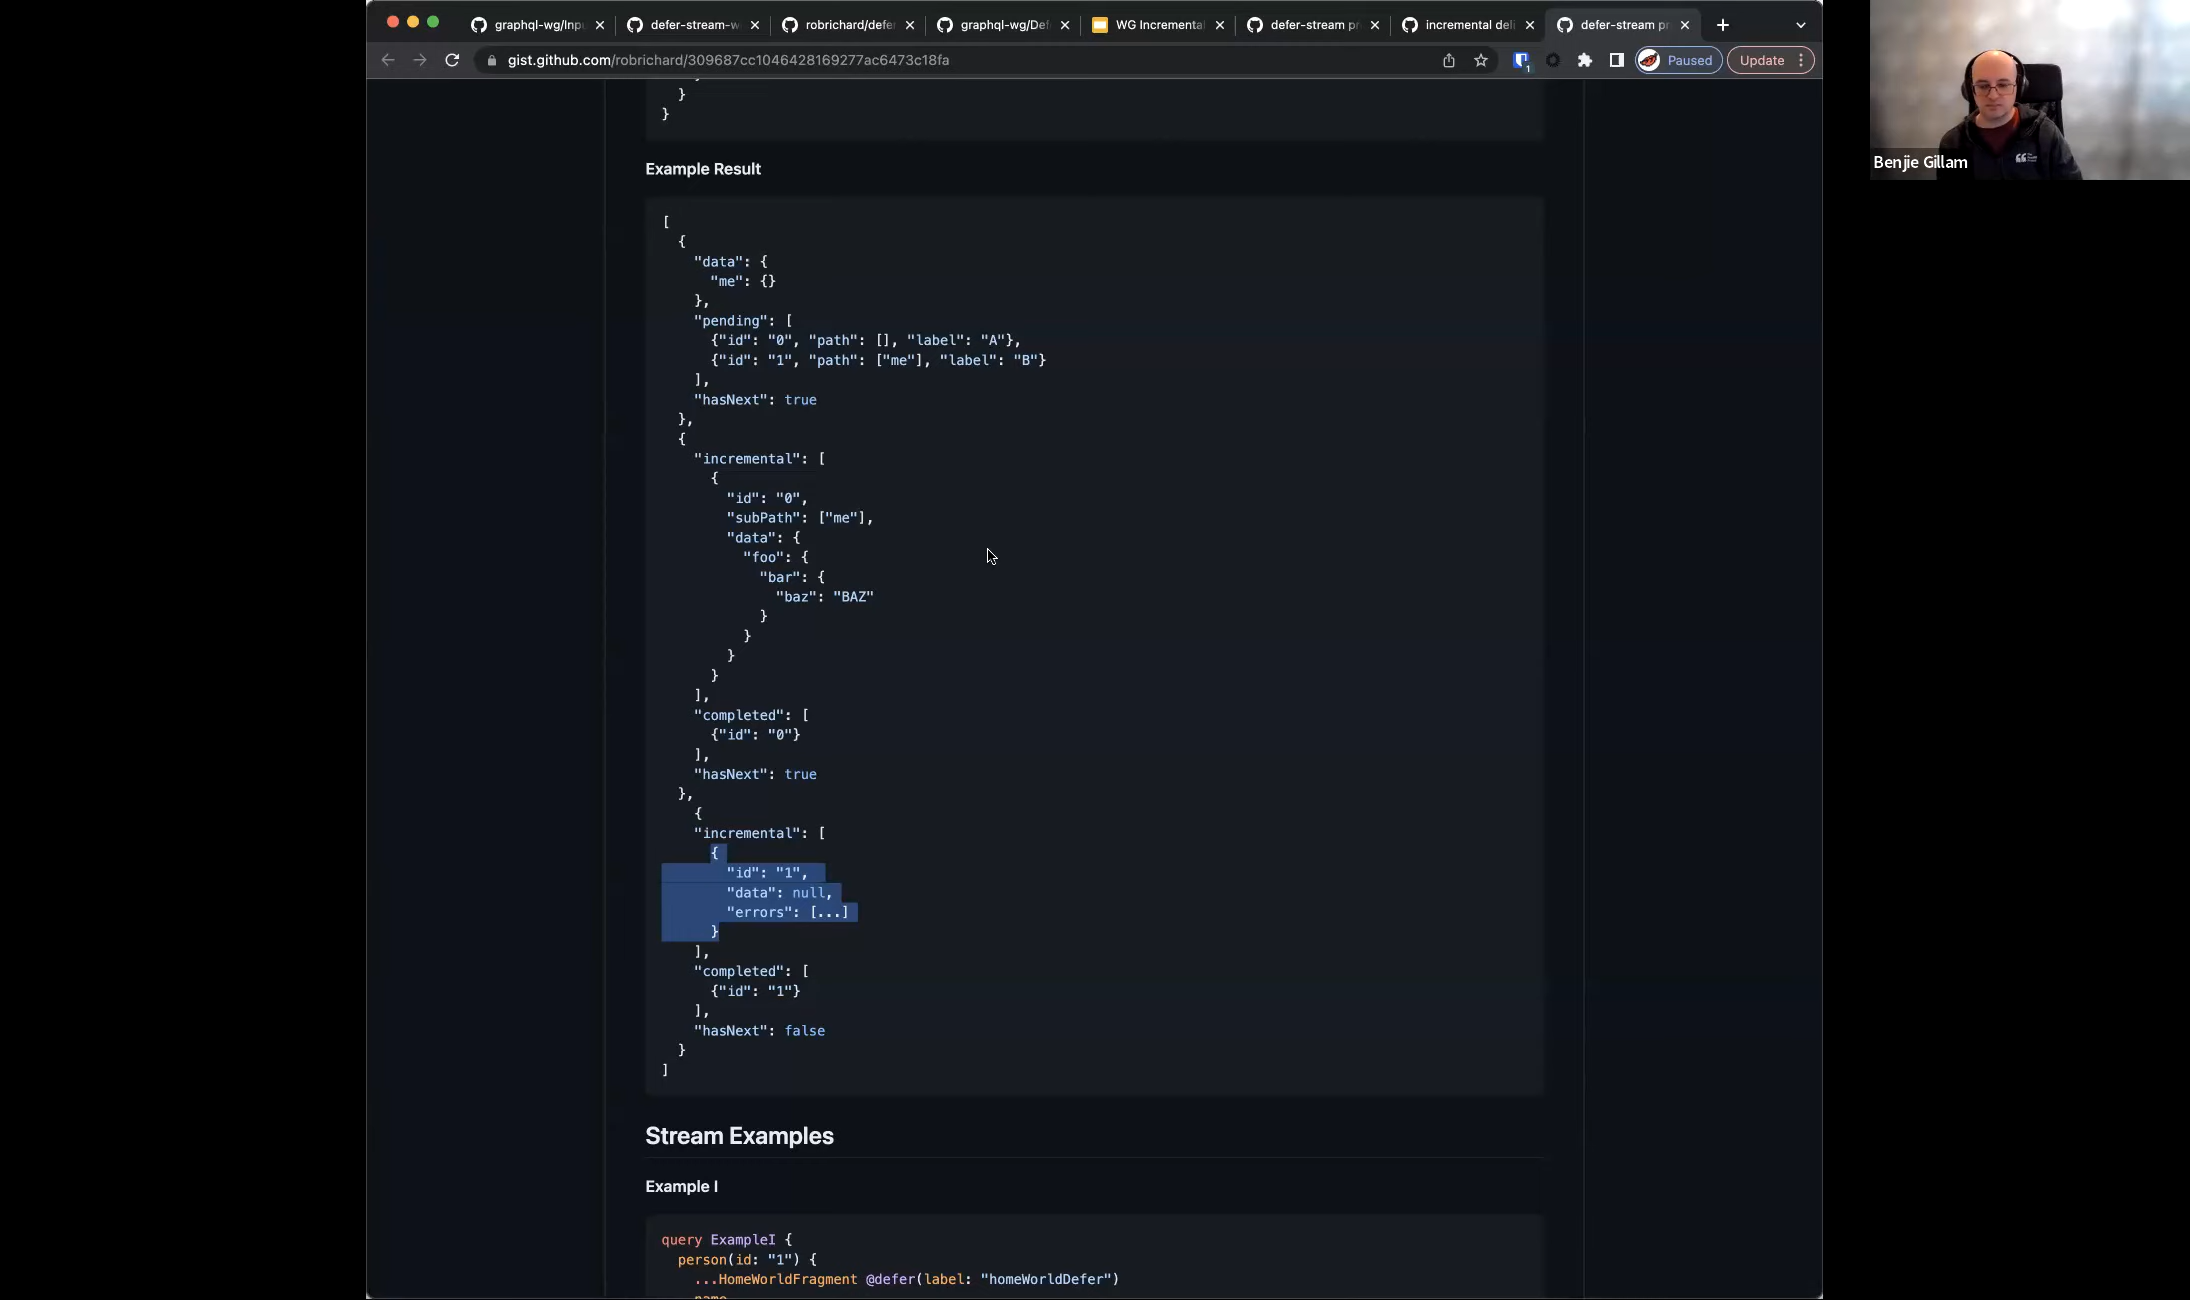 graphql-wg/Inpu
defer-stream-w
robrichard/defe
graphql-wg/Def
WG Incrementa
defer-stream pr
incremental deli
defer-stream pr
gist.github.com/robrichard/309687cc1046428169277ac6473c18fa
1
Paused
Update
}
}
Example Result
[
{
"data": {
"me": {}
},
"pending": [
{"id": "0", "path": [], "label": "A"},
{"id": "1", "path": ["me"], "label": "B"}
],
"hasNext": true
},
{
"incremental": [
{
"id": "0",
"subPath": ["me"],
"data": {
"foo": {
"bar": {
"baz": "BAZ"
}
}
}
}
],
"completed": [
{"id": "0"}
],
"hasNext": true
},
{
"incremental": [
{
"id": "1",
"data": null,
"errors": [...]
}
],
"completed": [
{"id": "1"}
],
"hasNext": false
}
]
Stream Examples
Example I
query ExampleI {
person(id: "1") {
...HomeWorldFragment @defer(label: "homeWorldDefer")
name
Benjie Gillam